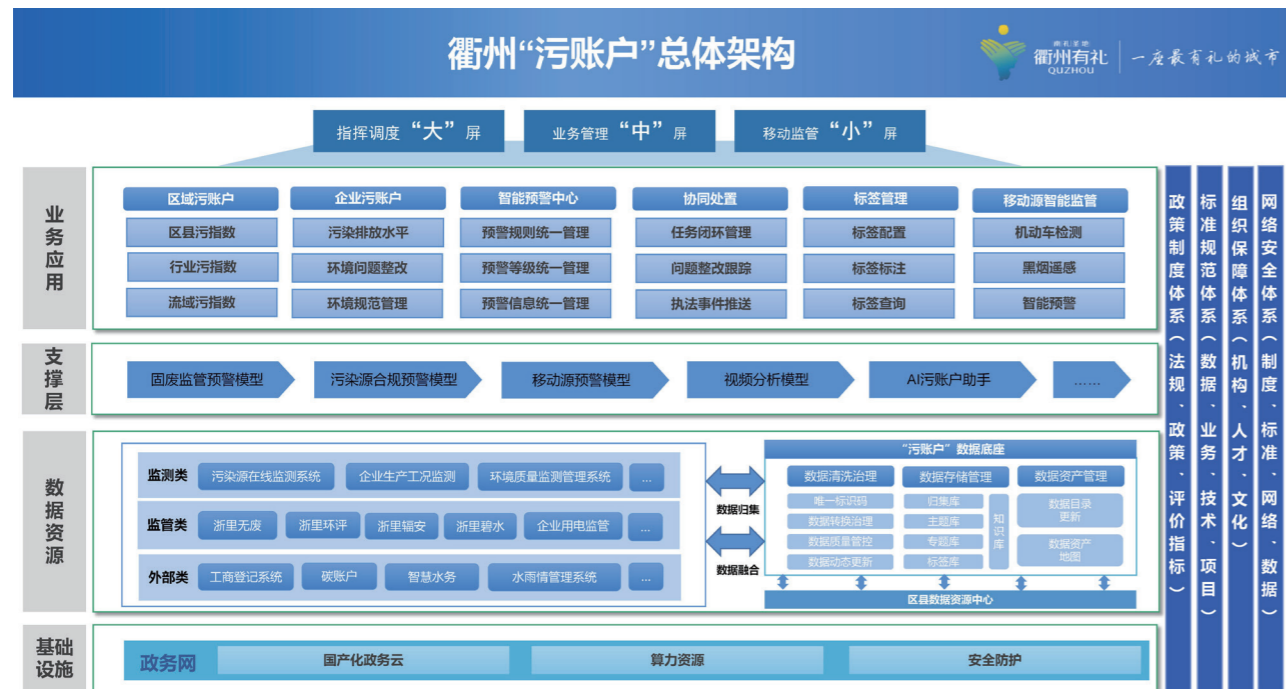 衢州“污账户”总体架构
南孔圣地
衢州有礼
QUZHOU
一座最有礼的城市
指挥调度“大”屏
业务管理“中”屏
移动监管“小”屏
业务应用
区域污账户
区县污指数
行业污指数
流域污指数
企业污账户
污染排放水平
环境问题整改
环境规范管理
智能预警中心
预警规则统一管理
预警等级统一管理
预警信息统一管理
协同处置
任务闭环管理
问题整改跟踪
执法事件推送
标签管理
标签配置
标签标注
标签查询
移动源智能监管
机动车检测
黑烟遥感
智能预警
支撑层
固废监管预警模型
污染源合规预警模型
移动源预警模型
视频分析模型
AI污账户助手
……
数据资源
监测类
污染源在线监测系统
企业生产工况监测
环境质量监测管理系统
...
监管类
浙里无废
浙里环评
浙里辐安
浙里碧水
企业用电监管
...
外部类
工商登记系统
碳账户
智慧水务
水雨情管理系统
...
数据归集
数据融合
“污账户”数据底座
数据清洗治理
唯一标识码
数据转换治理
数据质量管控
数据动态更新
数据存储管理
归集库
主题库
专题库
标签库
知识库
数据资产管理
数据目录
更新
数据资产
地图
区县数据资源中心
基础
设施
政务网
国产化政务云
算力资源
安全防护
政策制度体系（法规、政策、评价指标）
标准规范体系（数据、业务、技术、项目）
组织保障体系（机构、人才、文化）
网络安全体系（制度、标准、网络、数据）